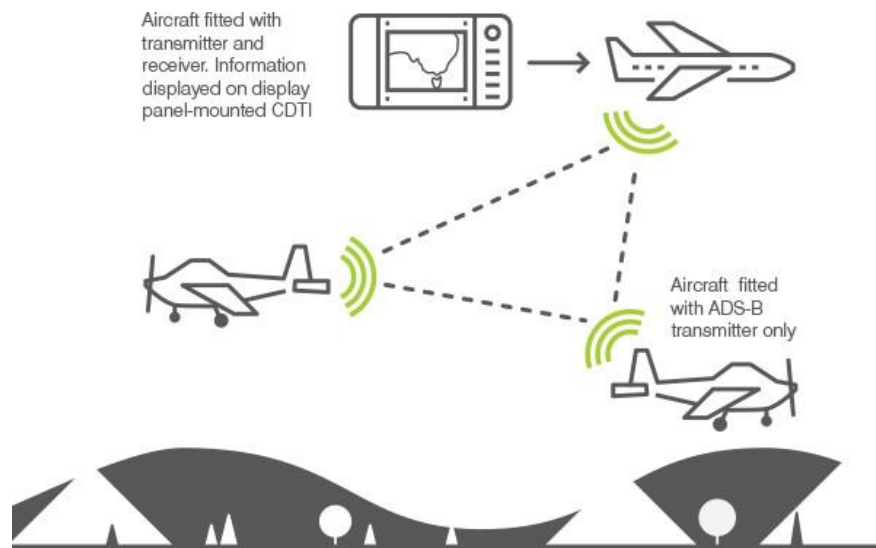 Aircraft fitted with
transmitter and
receiver. Information
displayed on display
panel-mounted CDTI
Aircraft fitted
with ADS-B
transmitter only